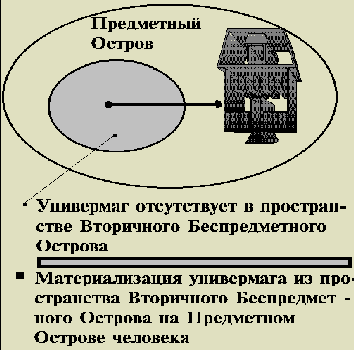 Предметный
Остров
Универмаг отсутствует в простран-
стве Вторичного Беспредметного
Острова
Материализация универмага из про-
странства Вторичного Беспредмет -
ного Острова на Предметном
Острове человека